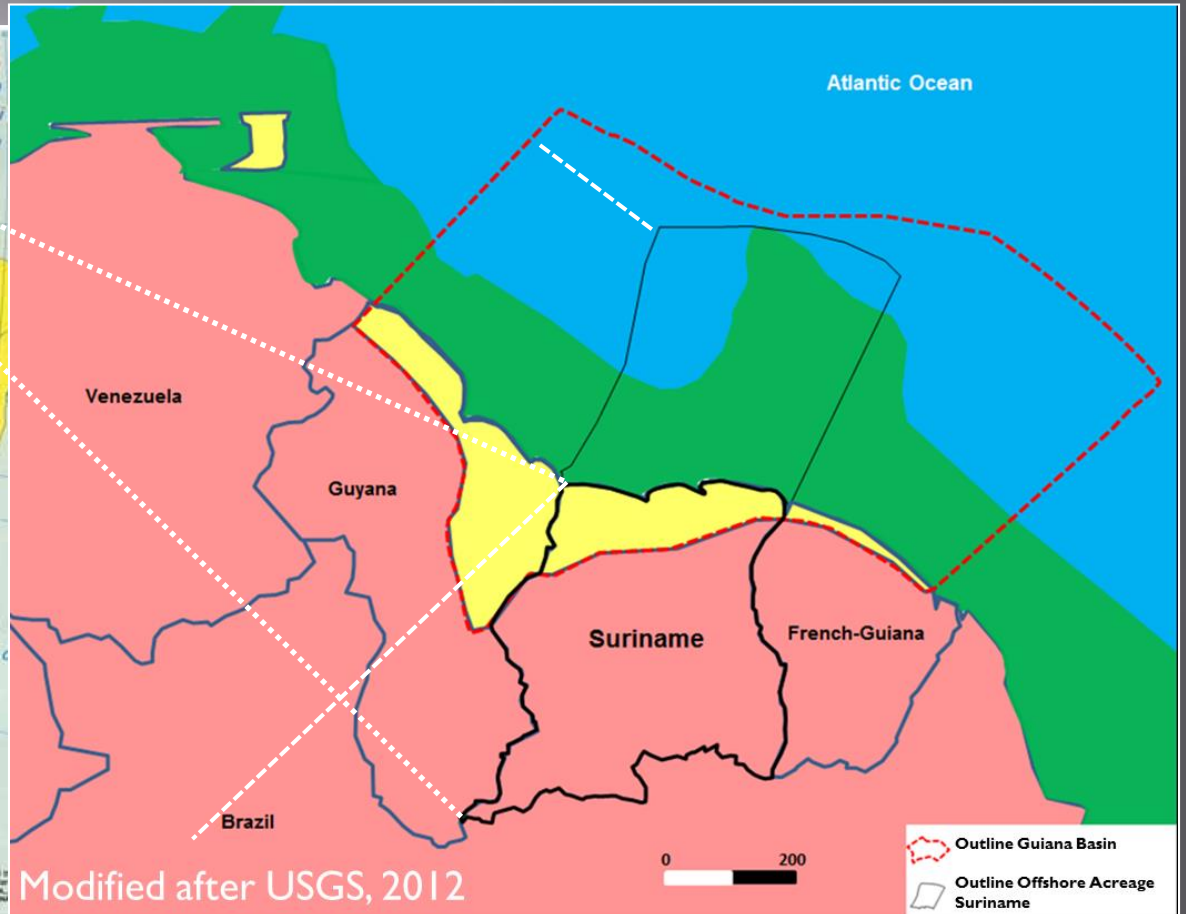 Atlantic Ocean
Venezuela
Guyana
Suriname
French-Guiana
Brazil
0 200
Outline Guiana Basin
Outline Offshore Acreage
Suriname
Modified after USGS, 2012